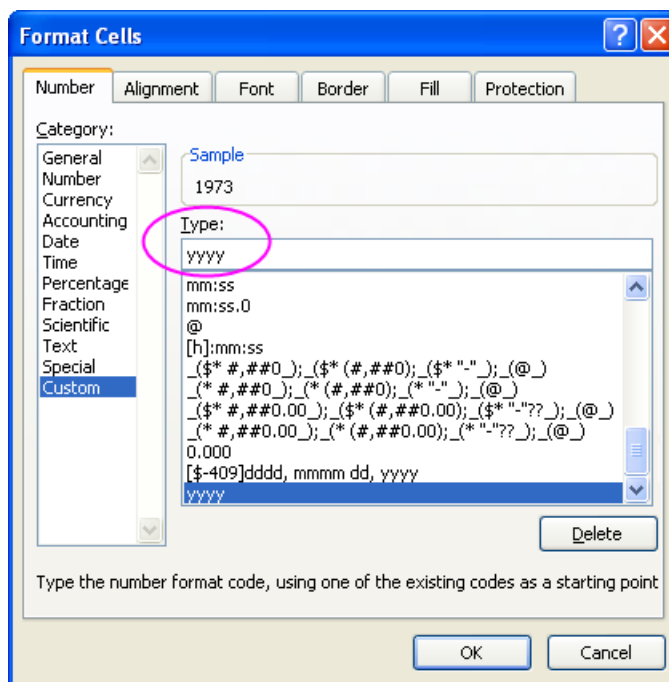 Format Cells
Number Alignment Font Border Fill Protection
Category:
General
Number
Currency
Accounting
Date
Time
Percentage
Fraction
Scientific
Text
Special
Custom
Sample
1973
Type:
yyyy
mm:ss
mm:ss.0
@
[h]:mm:ss
_($* #,##0_);_($* (#,##0);_($* "-"_);_(@_)
_(* #,##0_);_(* (#,##0);_(* "-"_);_(@_)
_($* #,##0.00_);_($* (#,##0.00);_($* "-"??_);_(@_)
_(* #,##0.00_);_(* (#,##0.00);_(* "-"??_);_(@_)
0.000
[$-409]dddd, mmmm dd, yyyy
yyyy
Delete
Type the number format code, using one of the existing codes as a starting point
OK Cancel